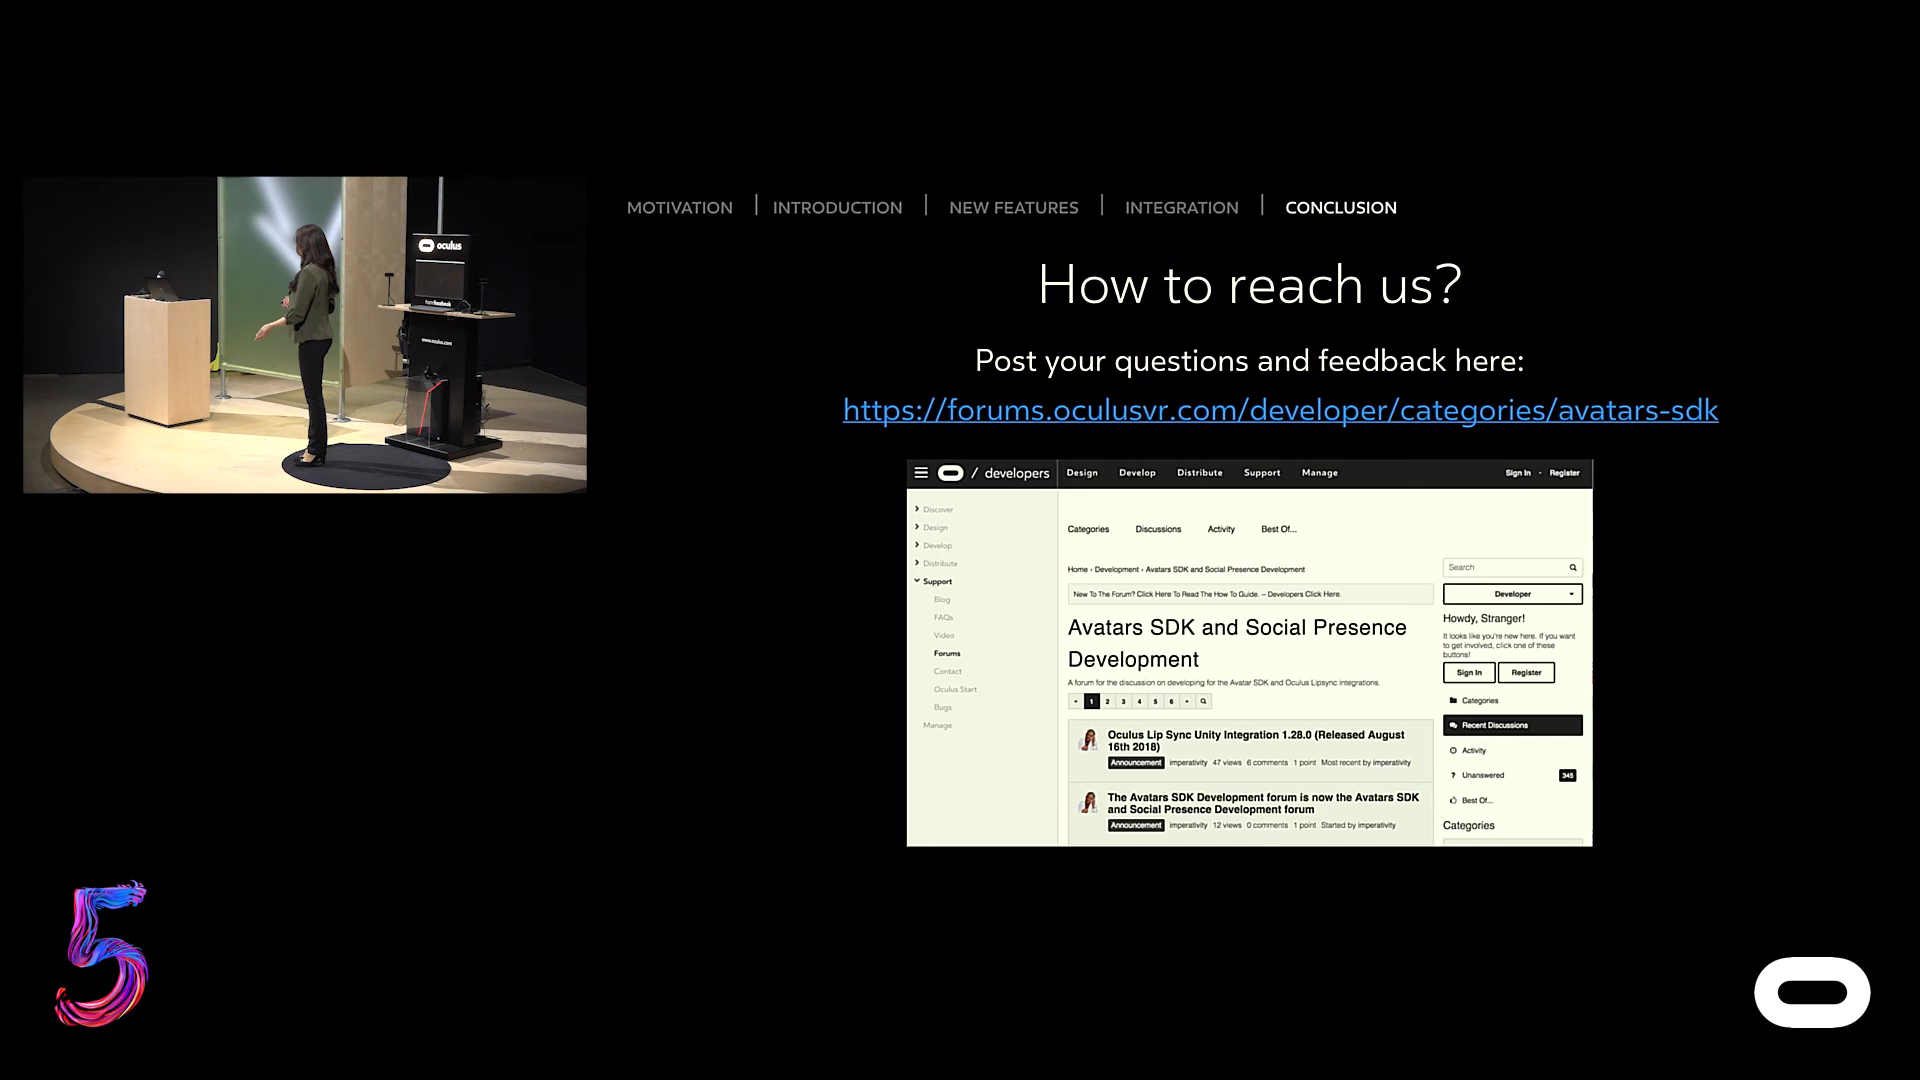 MOTIVATION | INTRODUCTION | NEW FEATURES | INTEGRATION | CONCLUSION
oculus
from facebook
www.oculus.com
How to reach us?
Post your questions and feedback here:
https://forums.oculusvr.com/developer/categories/avatars-sdk
/ developers
Design Develop Distribute Support Manage
Sign In • Register
Discover
Design
Develop
Distribute
Support
Blog
FAQs
Video
Forums
Contact
Oculus Start
Bugs
Manage
Categories Discussions Activity Best Of...
Home › Development › Avatars SDK and Social Presence Development
New To The Forum? Click Here To Read The How To Guide. -- Developers Click Here.
Avatars SDK and Social Presence
Development
A forum for the discussion on developing for the Avatar SDK and Oculus Lipsync integrations.
« 1 2 3 4 5 6 »
Oculus Lip Sync Unity Integration 1.28.0 (Released August
16th 2018)
Announcement imperativity 47 views 6 comments 1 point Most recent by imperativity
The Avatars SDK Development forum is now the Avatars SDK
and Social Presence Development forum
Announcement imperativity 12 views 0 comments 1 point Started by imperativity
Search
Developer
Howdy, Stranger!
It looks like you're new here. If you want
to get involved, click one of these
buttons!
Sign In Register
Categories
Recent Discussions
Activity
? Unanswered 345
Best Of...
Categories
5